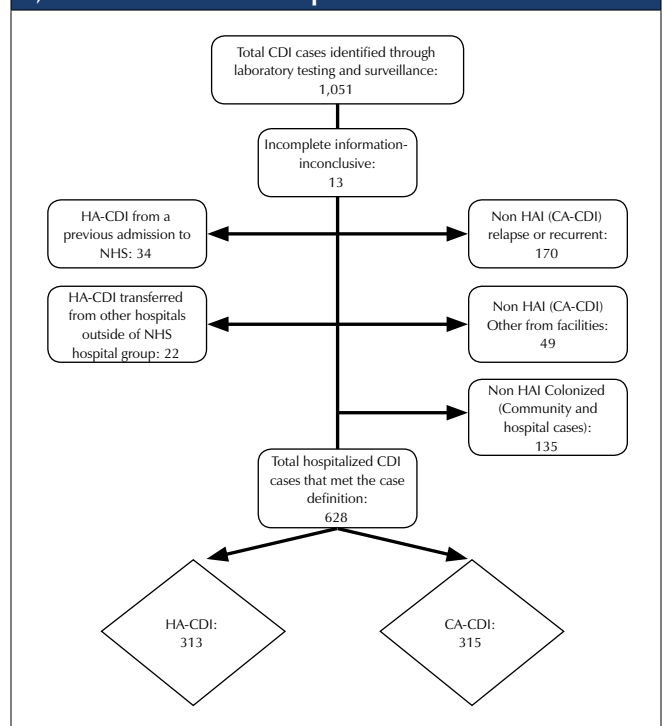 Total CDI cases identified through
laboratory testing and surveillance:
1,051
Incomplete information-
inconclusive:
13
HA-CDI from a
previous admission to
NHS: 34
Non HAI (CA-CDI)
relapse or recurrent:
170
HA-CDI transferred
from other hospitals
outside of NHS
hospital group: 22
Non HAI (CA-CDI)
Other from facilities:
49
Non HAI Colonized
(Community and
hospital cases):
135
Total hospitalized CDI
cases that met the case
definition:
628
HA-CDI:
313
CA-CDI:
315